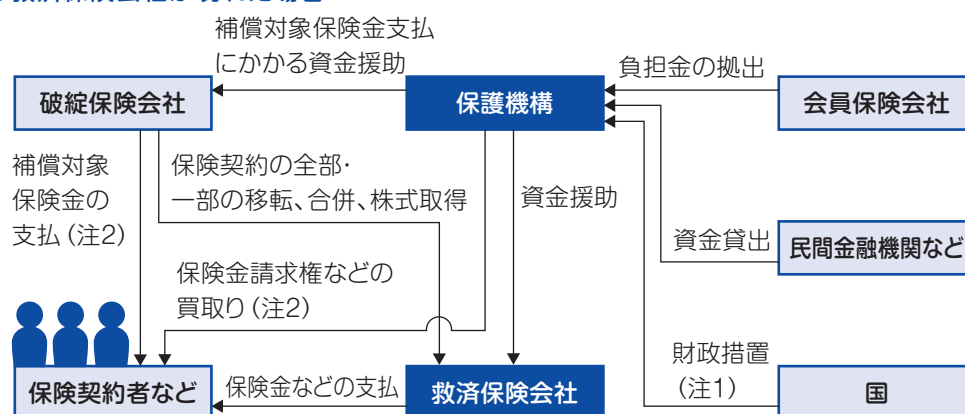 補償対象保険金支払
にかかる資金援助
負担金の拠出
破綻保険会社
保護機構
会員保険会社
補償対象
保険金の
支払(注2)
保険契約の全部・
一部の移転、合併、株式取得
資金援助
資金貸出
民間金融機関など
保険金請求権などの
買取り(注2)
財政措置
(注1)
保険契約者など
保険金などの支払
救済保険会社
国